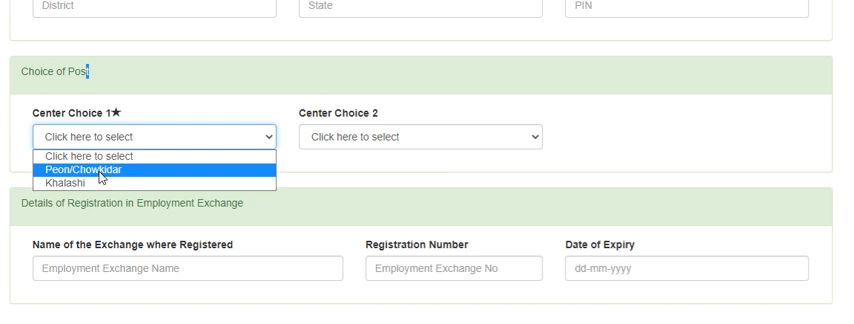 District State PIN
Choice of Post
Center Choice 1★ Center Choice 2
Click here to select Click here to select
Click here to select
Peon/Chowkidar
Khalashi
Details of Registration in Employment Exchange
Name of the Exchange where Registered Registration Number Date of Expiry
Employment Exchange Name Employment Exchange No dd-mm-yyyy